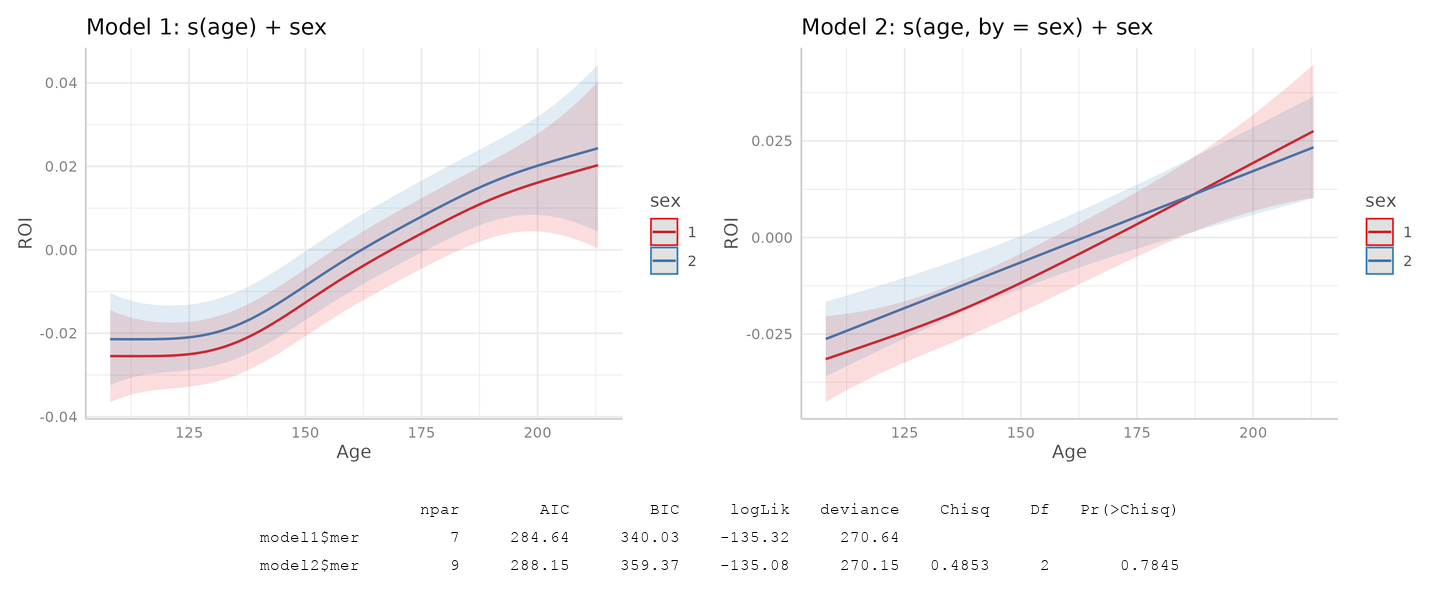 Model 1: s(age) + sex
0.04
0.02
0.00
-0.02
-0.04
ROI
125 150 175 200
Age
sex
1
2
Model 2: s(age, by = sex) + sex
0.025
0.000
-0.025
ROI
125 150 175 200
Age
sex
1
2
npar AIC BIC logLik deviance Chisq Df Pr(>Chisq)
model1$mer 7 284.64 340.03 -135.32 270.64
model2$mer 9 288.15 359.37 -135.08 270.15 0.4853 2 0.7845